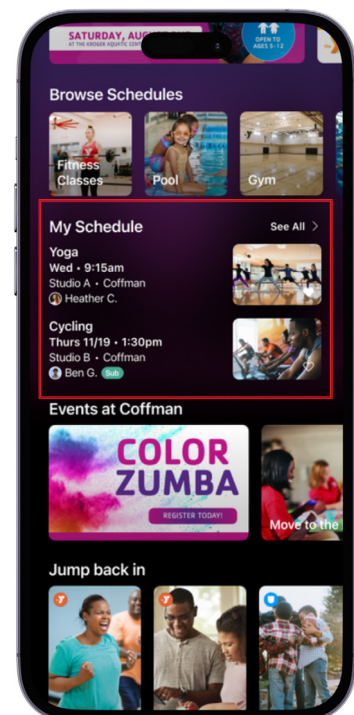 SATURDAY, AUGUST
AT THE KROGER AQUATIC CENTER
OPEN TO
AGES 5-12
Browse Schedules
Fitness
Classes
Pool
Gym
My Schedule
See All >
Yoga
Wed • 9:15am
Studio A • Coffman
Heather C.
Cycling
Thurs 11/19 • 1:30pm
Studio B • Coffman
Ben G. Sub
Events at Coffman
COLOR
ZUMBA
REGISTER TODAY!
Move to the
Jump back in